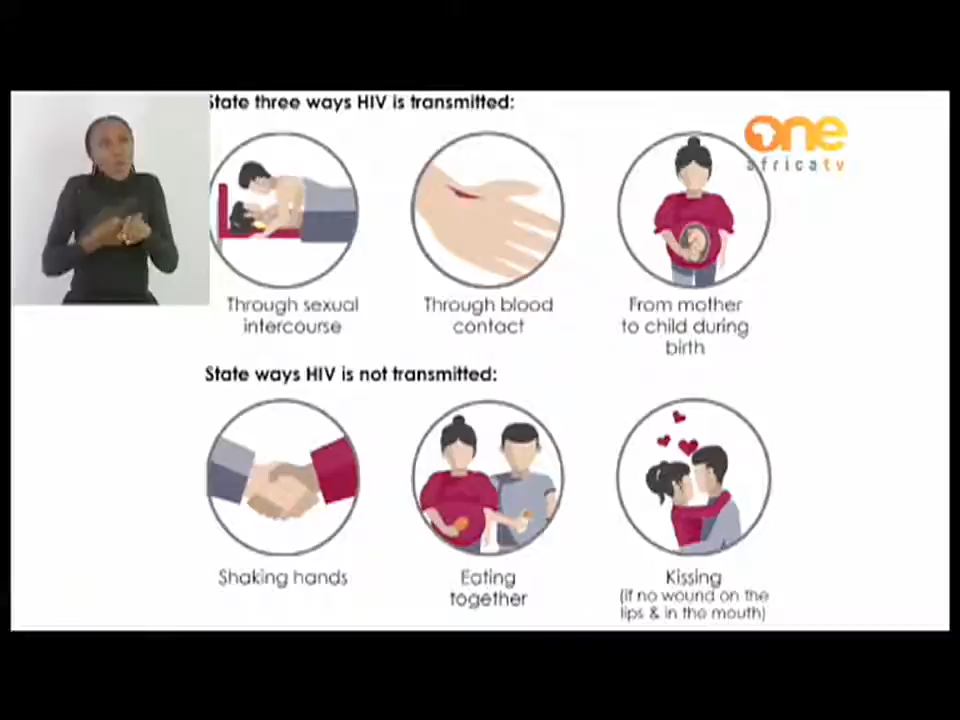 State three ways HIV is transmitted:
one
africa tv
Through sexual
intercourse
Through blood
contact
From mother
to child during
birth
State ways HIV is not transmitted:
Shaking hands
Eating
together
Kissing
(if no wound on the
lips & in the mouth)